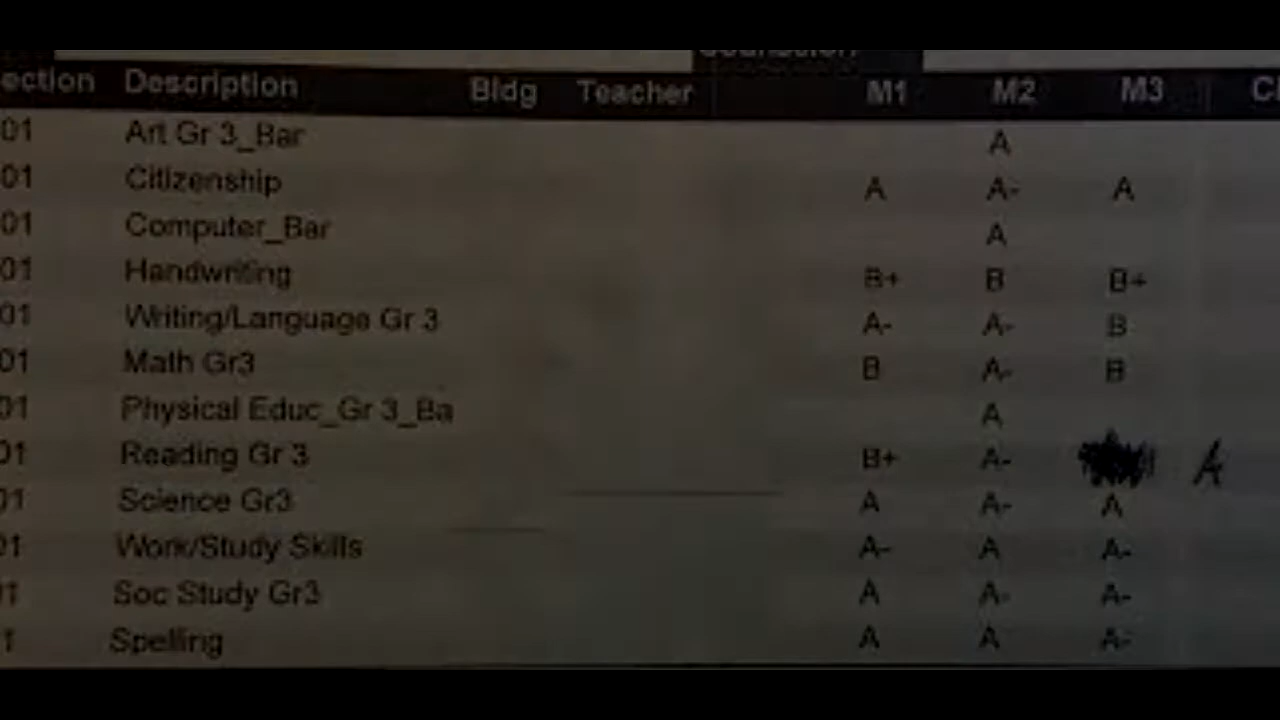 ection Description Bldg Teacher M1 M2 M3
01 Art Gr 3_Bar A
01 Citizenship A A- A
01 Computer_Bar A
01 Handwriting B+ B B+
01 Writing/Language Gr 3 A- A- B
01 Math Gr3 B A- B
01 Physical Educ_Gr 3_Ba A
01 Reading Gr 3 B+ A- A
01 Science Gr3 A A- A
01 Work/Study Skills A- A A-
1 Soc Study Gr3 A A- A-
1 Spelling A A A-